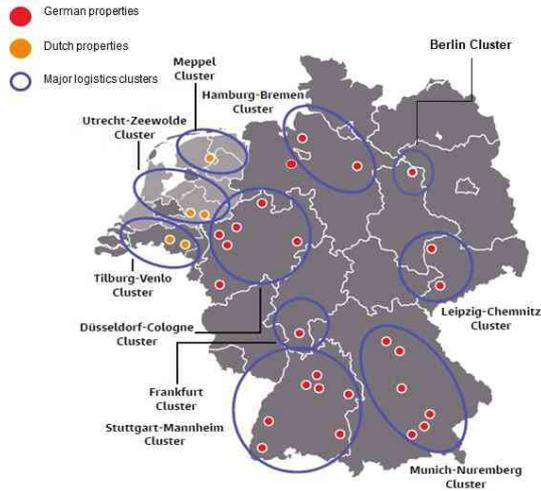 German properties
Dutch properties
Major logistics clusters
Meppel
Cluster
Hamburg-Bremen
Cluster
Berlin Cluster
Utrecht-Zeewolde
Cluster
Tilburg-Venlo
Cluster
Düsseldorf-Cologne
Cluster
Leipzig-Chemnitz
Cluster
Frankfurt
Cluster
Stuttgart-Mannheim
Cluster
Munich-Nuremberg
Cluster